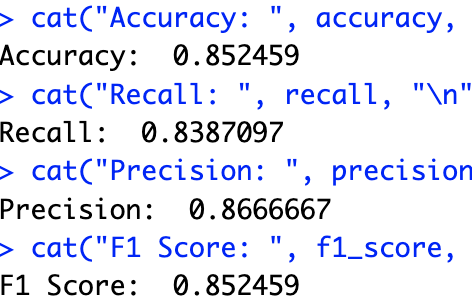 > cat("Accuracy: ", accuracy,
Accuracy:  0.852459
> cat("Recall: ", recall, "\n"
Recall:  0.8387097
> cat("Precision: ", precision
Precision:  0.8666667
> cat("F1 Score: ", f1_score,
F1 Score:  0.852459